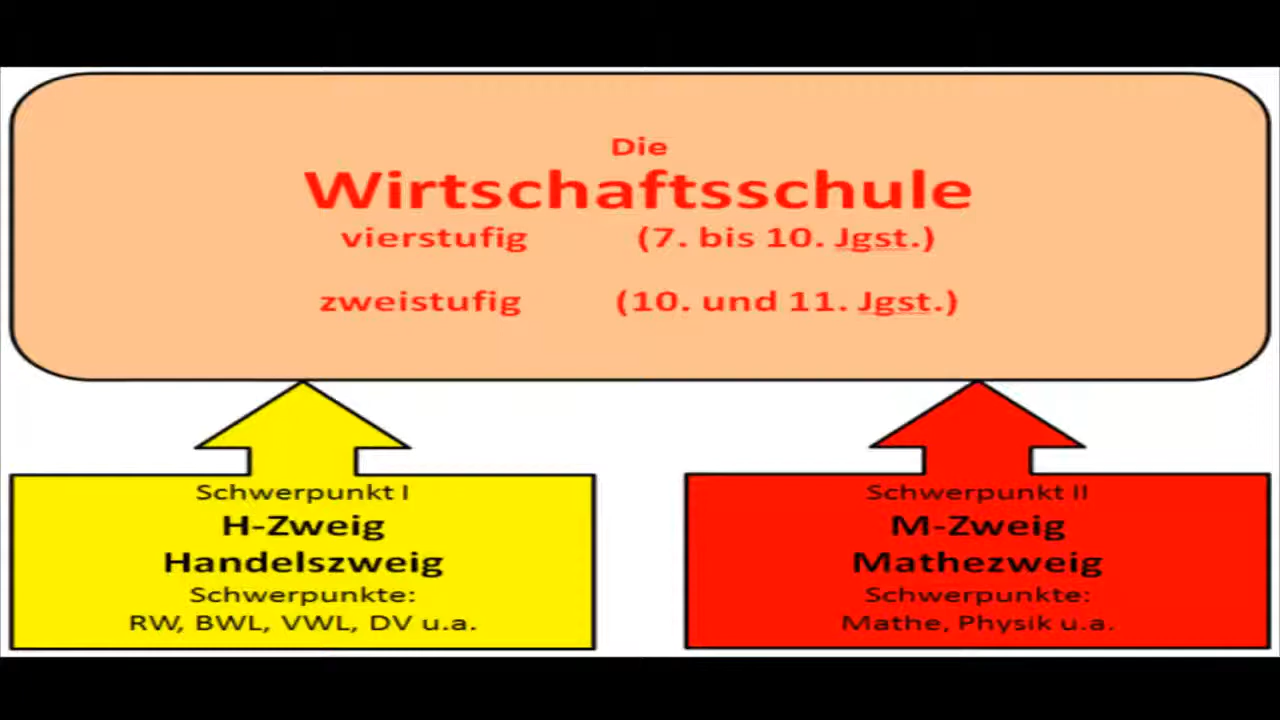 Die
Wirtschaftsschule
vierstufig (7. bis 10. Jgst.)
zweistufig (10. und 11. Jgst.)
Schwerpunkt I
H-Zweig
Handelszweig
Schwerpunkte:
RW, BWL, VWL, DV u.a.
Schwerpunkt II
M-Zweig
Mathezweig
Schwerpunkte:
Mathe, Physik u.a.